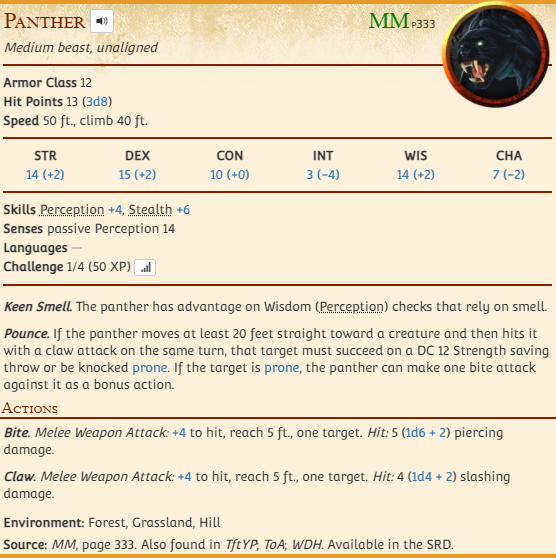 PANTHER MM P333
Medium beast, unaligned
Armor Class 12
Hit Points 13 (3d8)
Speed 50 ft., climb 40 ft.
STR DEX CON INT WIS CHA
14 (+2) 15 (+2) 10 (+0) 3 (−4) 14 (+2) 7 (−2)
Skills Perception +4, Stealth +6
Senses passive Perception 14
Languages —
Challenge 1/4 (50 XP)
Keen Smell. The panther has advantage on Wisdom (Perception) checks that rely on smell.
Pounce. If the panther moves at least 20 feet straight toward a creature and then hits it
with a claw attack on the same turn, that target must succeed on a DC 12 Strength saving
throw or be knocked prone. If the target is prone, the panther can make one bite attack
against it as a bonus action.
ACTIONS
Bite. Melee Weapon Attack: +4 to hit, reach 5 ft., one target. Hit: 5 (1d6 + 2) piercing
damage.
Claw. Melee Weapon Attack: +4 to hit, reach 5 ft., one target. Hit: 4 (1d4 + 2) slashing
damage.
Environment: Forest, Grassland, Hill
Source: MM, page 333. Also found in TftYP; ToA; WDH. Available in the SRD.